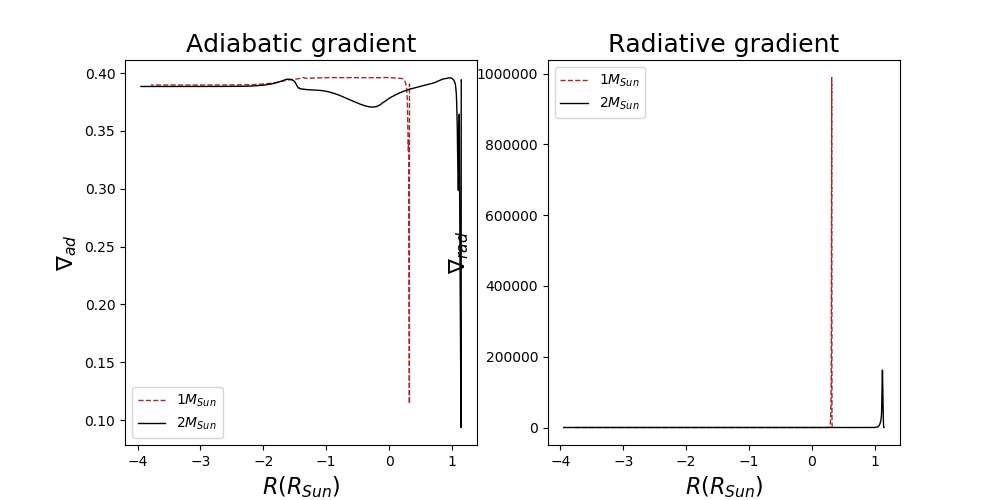 Adiabatic gradient
0.40
0.35
0.30
0.25
0.20
0.15
0.10
∇ad
1MSun
2MSun
−4 −3 −2 −1 0 1
R(RSun)
Radiative gradient
1000000
800000
600000
400000
200000
0
∇rad
1MSun
2MSun
−4 −3 −2 −1 0 1
R(RSun)